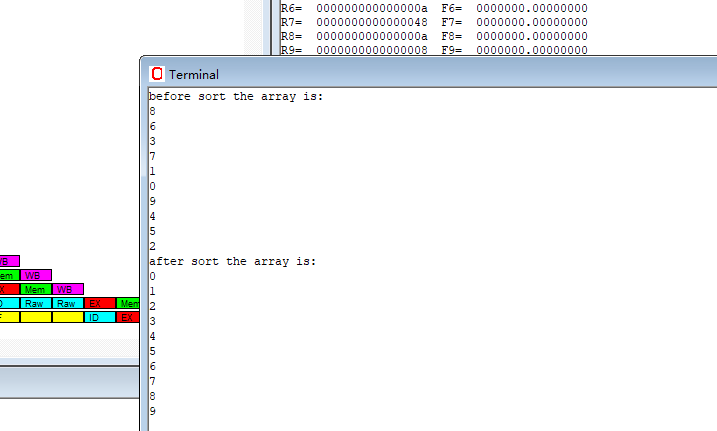 R6=  000000000000000a  F6=  0000000.00000000
R7=  0000000000000048  F7=  0000000.00000000
R8=  000000000000000a  F8=  0000000.00000000
R9=  0000000000000008  F9=  0000000.00000000
Terminal
before sort the array is:
8
6
3
7
1
0
9
4
5
2
after sort the array is:
0
1
2
3
4
5
6
7
8
9
WB
Mem WB
Mem WB
Raw Raw EX Mem
ID EX